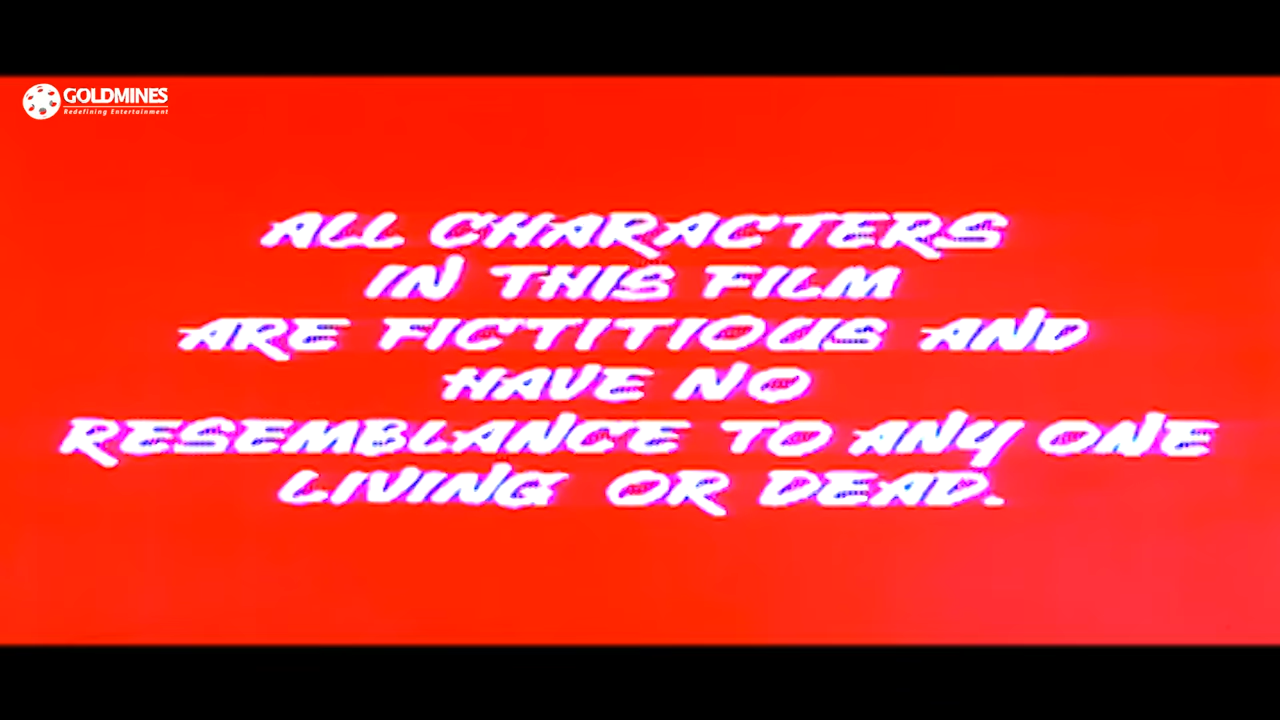 GOLDMINES
Redefining Entertainment
ALL CHARACTERS
IN THIS FILM
ARE FICTITIOUS AND
HAVE NO
RESEMBLANCE TO ANY ONE
LIVING OR DEAD.